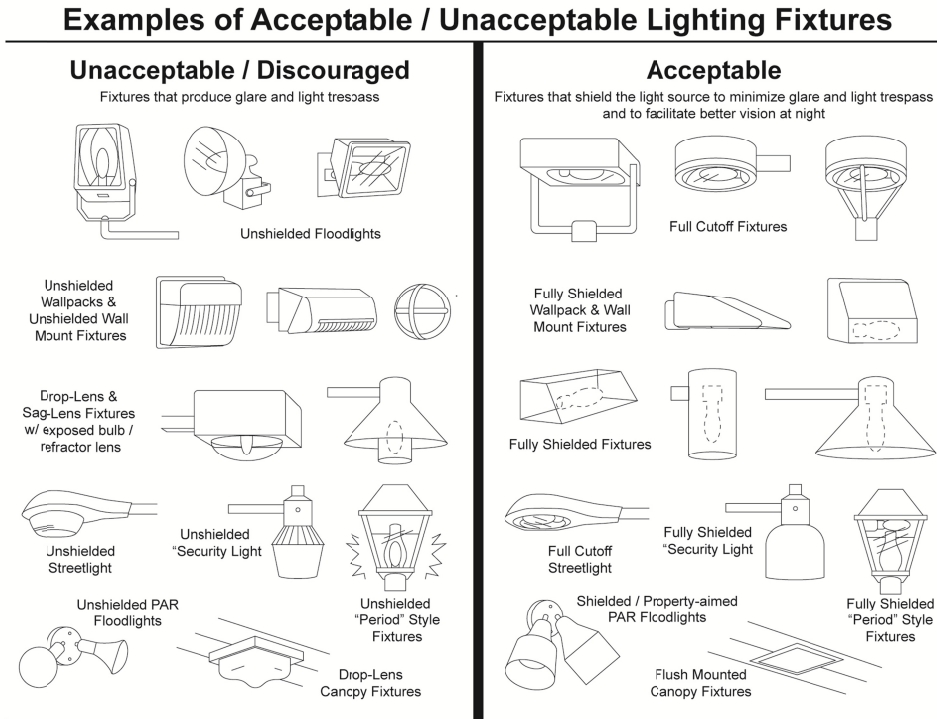 Examples of Acceptable / Unacceptable Lighting Fixtures
Unacceptable / Discouraged
Fixtures that produce glare and light trespass
Unshielded Floodlights
Unshielded
Wallpacks &
Unshielded Wall
Mount Fixtures
Drop-Lens &
Sag-Lens Fixtures
w/ exposed bulb /
refractor lens
Unshielded
Streetlight
Unshielded
“Security Light
Unshielded
“Period” Style
Fixtures
Unshielded PAR
Floodlights
Drop-Lens
Canopy Fixtures
Acceptable
Fixtures that shield the light source to minimize glare and light trespass
and to facilitate better vision at night
Full Cutoff Fixtures
Fully Shielded
Wallpack & Wall
Mount Fixtures
Fully Shielded Fixtures
Full Cutoff
Streetlight
Fully Shielded
“Security Light
Fully Shielded
“Period” Style
Fixtures
Shielded / Property-aimed
PAR Floodlights
Flush Mounted
Canopy Fixtures